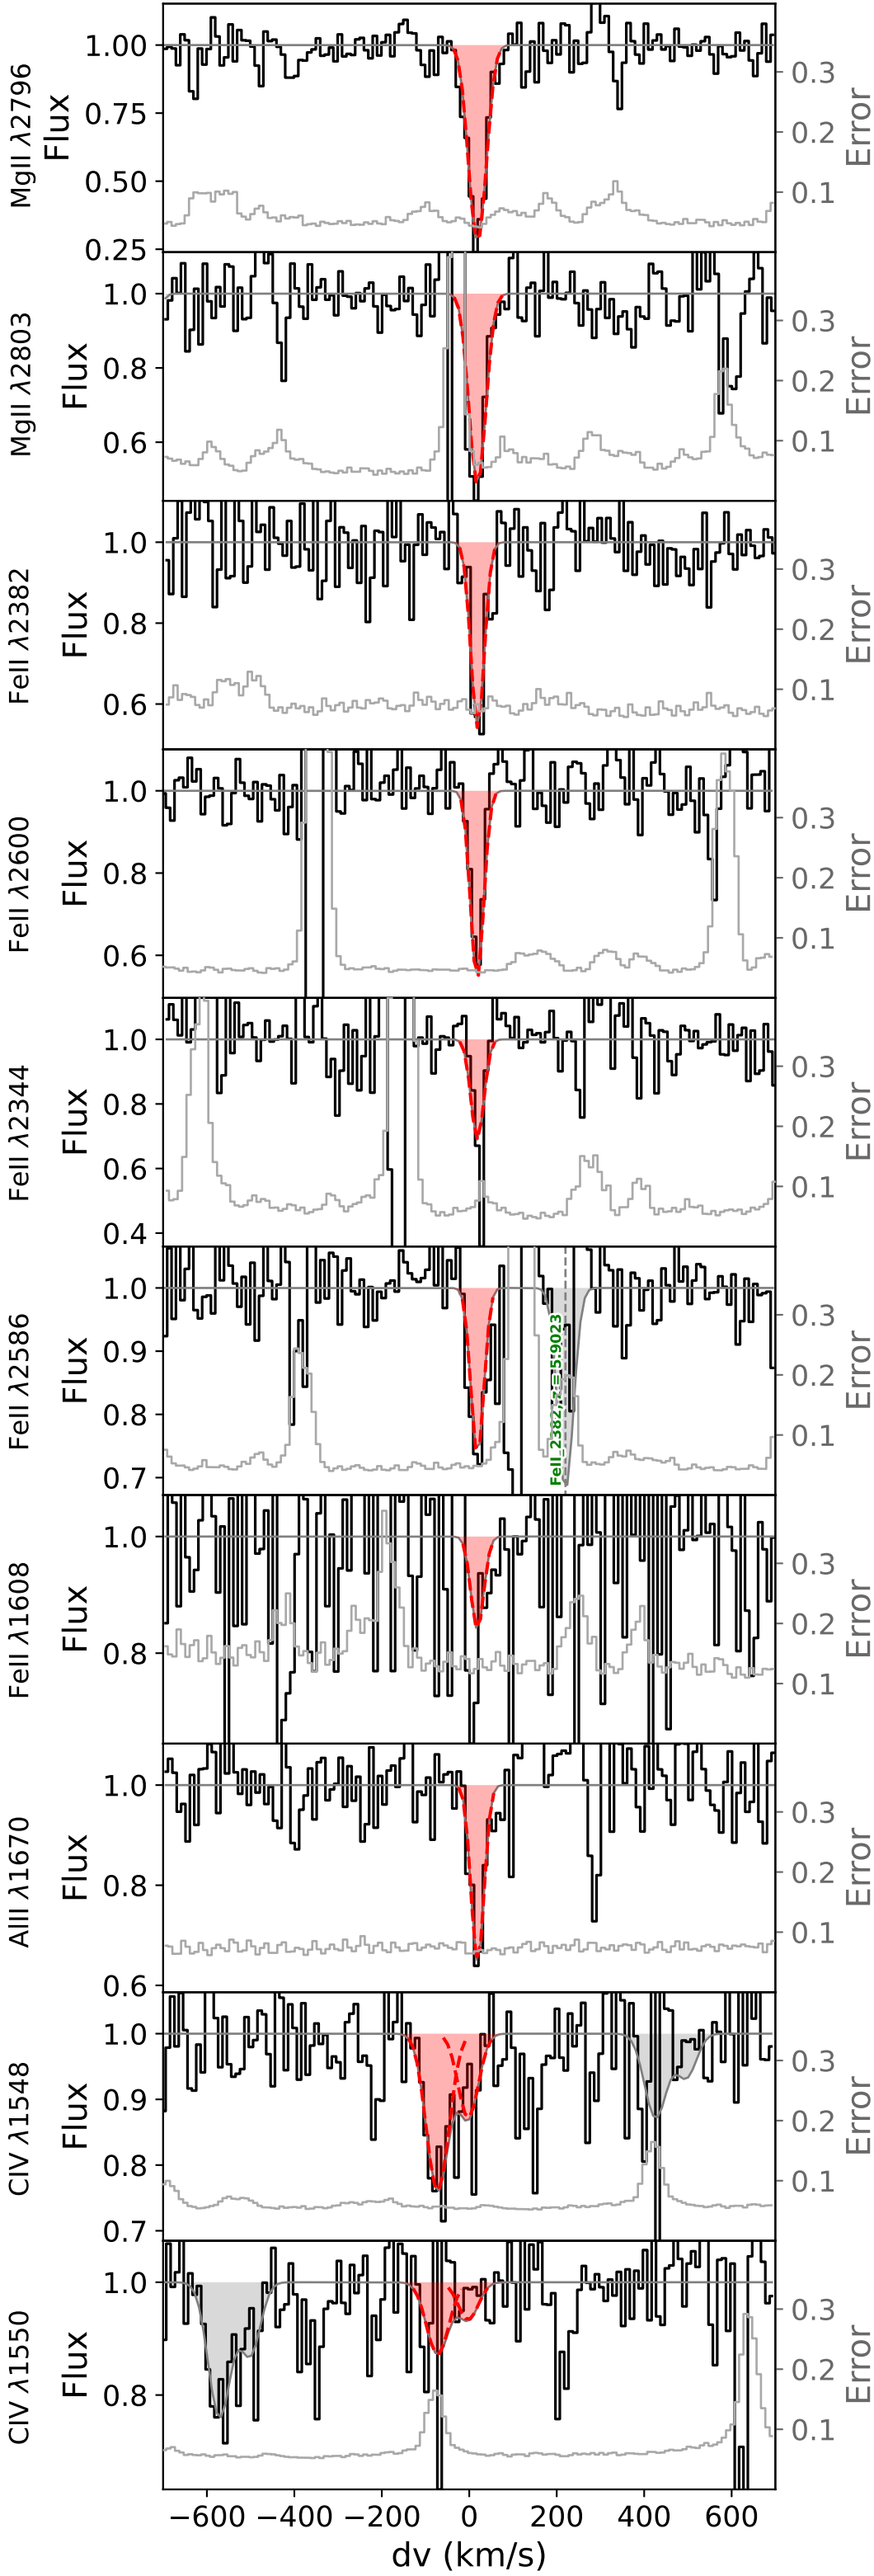 MgII λ2796
Flux
1.00
0.75
0.50
0.25
0.3
0.2
0.1
Error
MgII λ2803
Flux
1.0
0.8
0.6
0.3
0.2
0.1
Error
FeII λ2382
Flux
1.0
0.8
0.6
0.3
0.2
0.1
Error
FeII λ2600
Flux
1.0
0.8
0.6
0.3
0.2
0.1
Error
FeII λ2344
Flux
1.0
0.8
0.6
0.4
0.3
0.2
0.1
Error
FeII λ2586
Flux
1.0
0.9
0.8
0.7
FeII_2382, z=5.9023
0.3
0.2
0.1
Error
FeII λ1608
Flux
1.0
0.8
0.3
0.2
0.1
Error
AlII λ1670
Flux
1.0
0.8
0.6
0.3
0.2
0.1
Error
CIV λ1548
Flux
1.0
0.9
0.8
0.7
0.3
0.2
0.1
Error
CIV λ1550
Flux
1.0
0.8
0.3
0.2
0.1
Error
−600 −400 −200 0 200 400 600
dv (km/s)